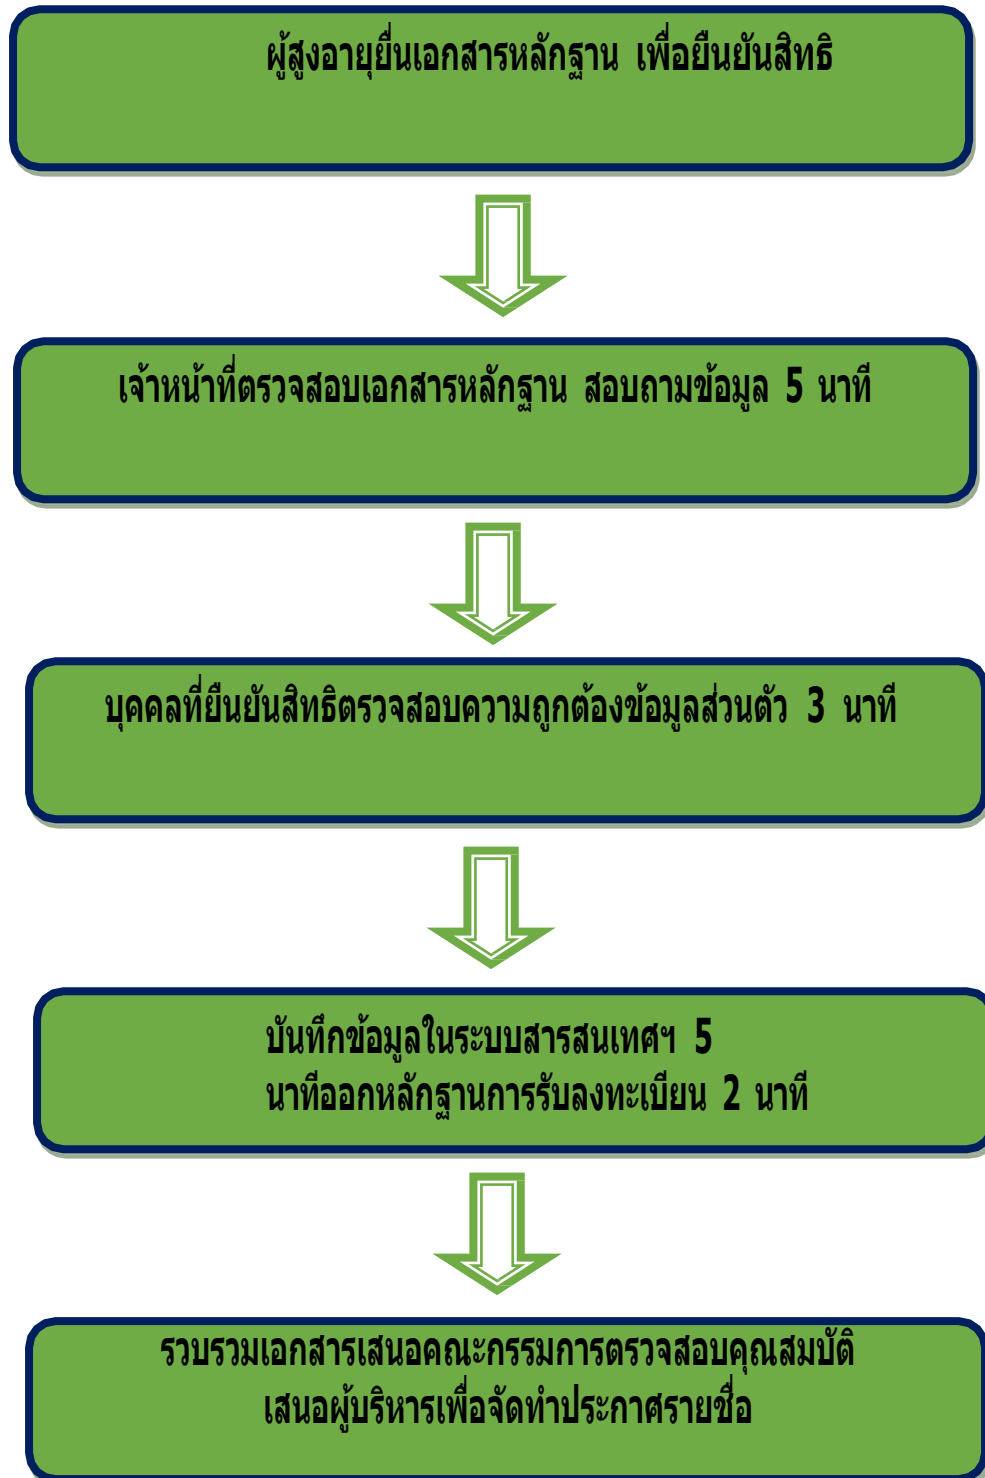 ผู้สูงอายุยื่นเอกสารหลักฐาน เพื่อยืนยันสิทธิ
เจ้าหน้าที่ตรวจสอบเอกสารหลักฐาน สอบถามข้อมูล 5 นาที
บุคคลที่ยืนยันสิทธิตรวจสอบความถูกต้องข้อมูลส่วนตัว 3 นาที
บันทึกข้อมูลในระบบสารสนเทศฯ 5
นาทีออกหลักฐานการรับลงทะเบียน 2 นาที
รวบรวมเอกสารเสนอคณะกรรมการตรวจสอบคุณสมบัติ
เสนอผู้บริหารเพื่อจัดทำประกาศรายชื่อ